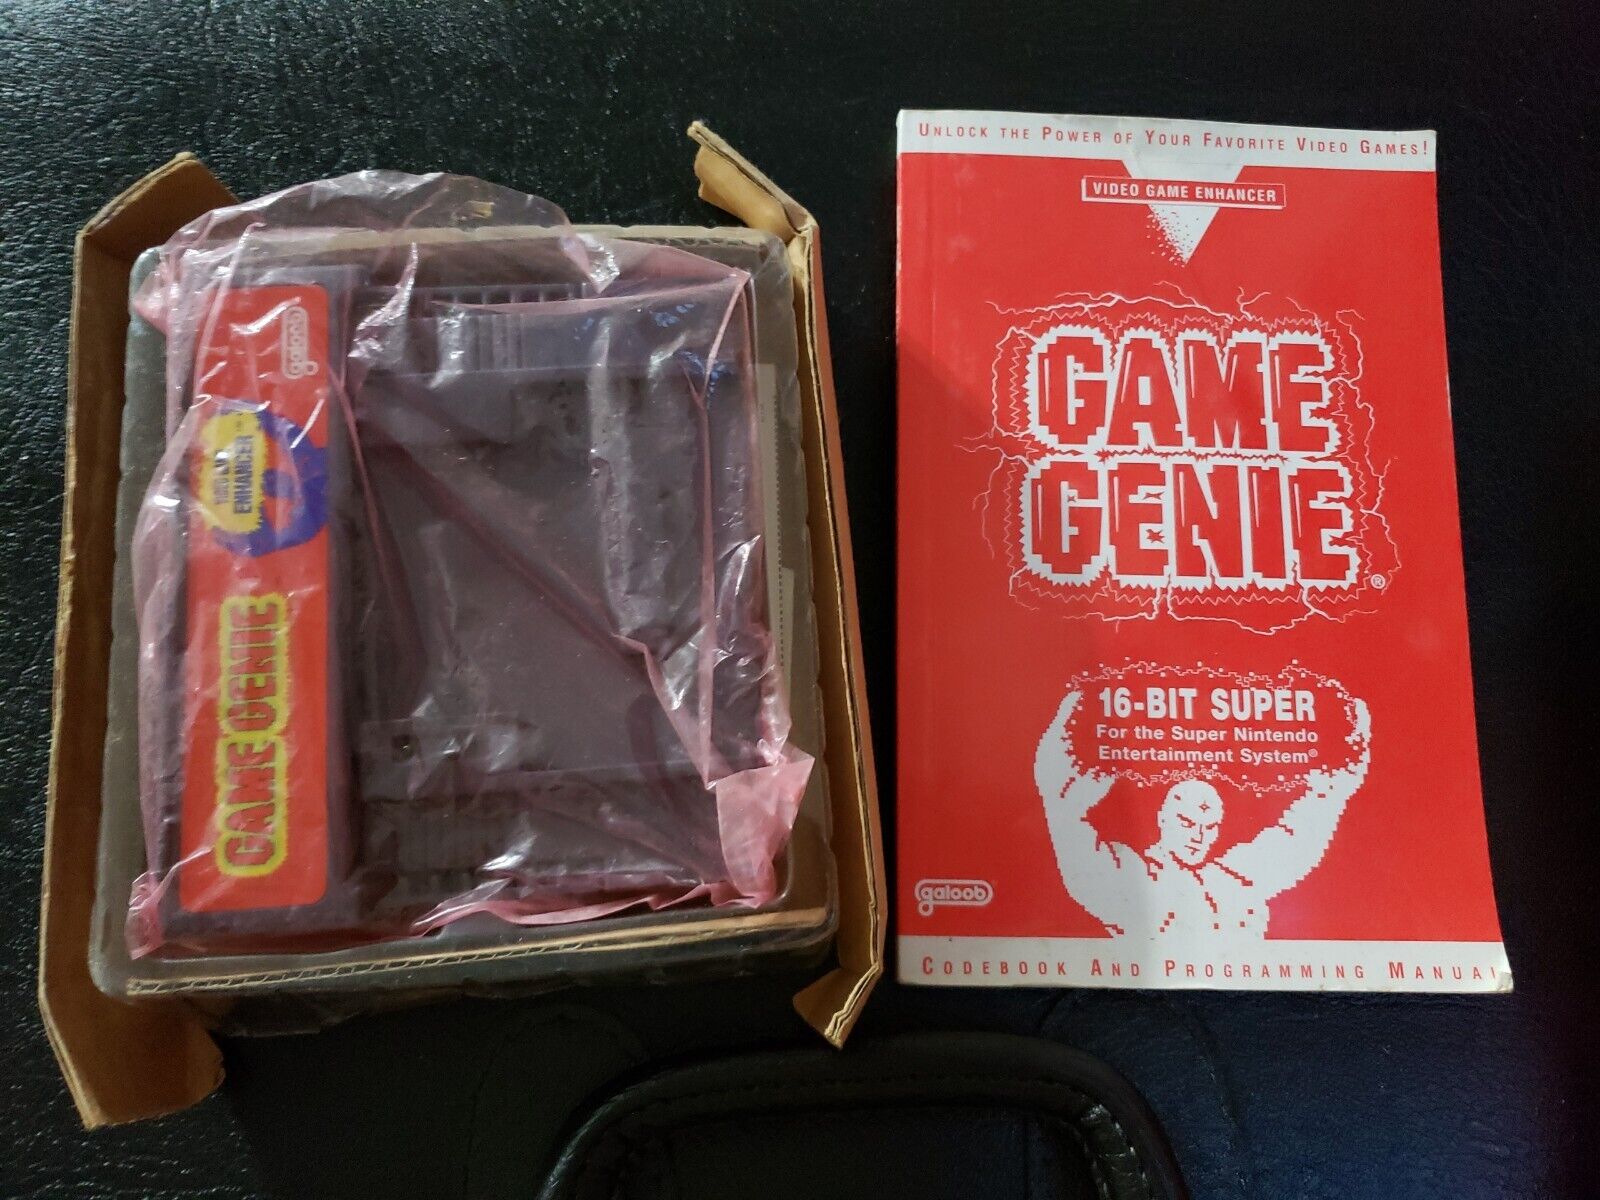 galoob
VIDEO GAME
ENHANCER™
GAME GENIE
UNLOCK THE POWER OF YOUR FAVORITE VIDEO GAMES!
VIDEO GAME ENHANCER
GAME
GENIE®
16-BIT SUPER
For the Super Nintendo
Entertainment System®
galoob
CODEBOOK AND PROGRAMMING MANUAL